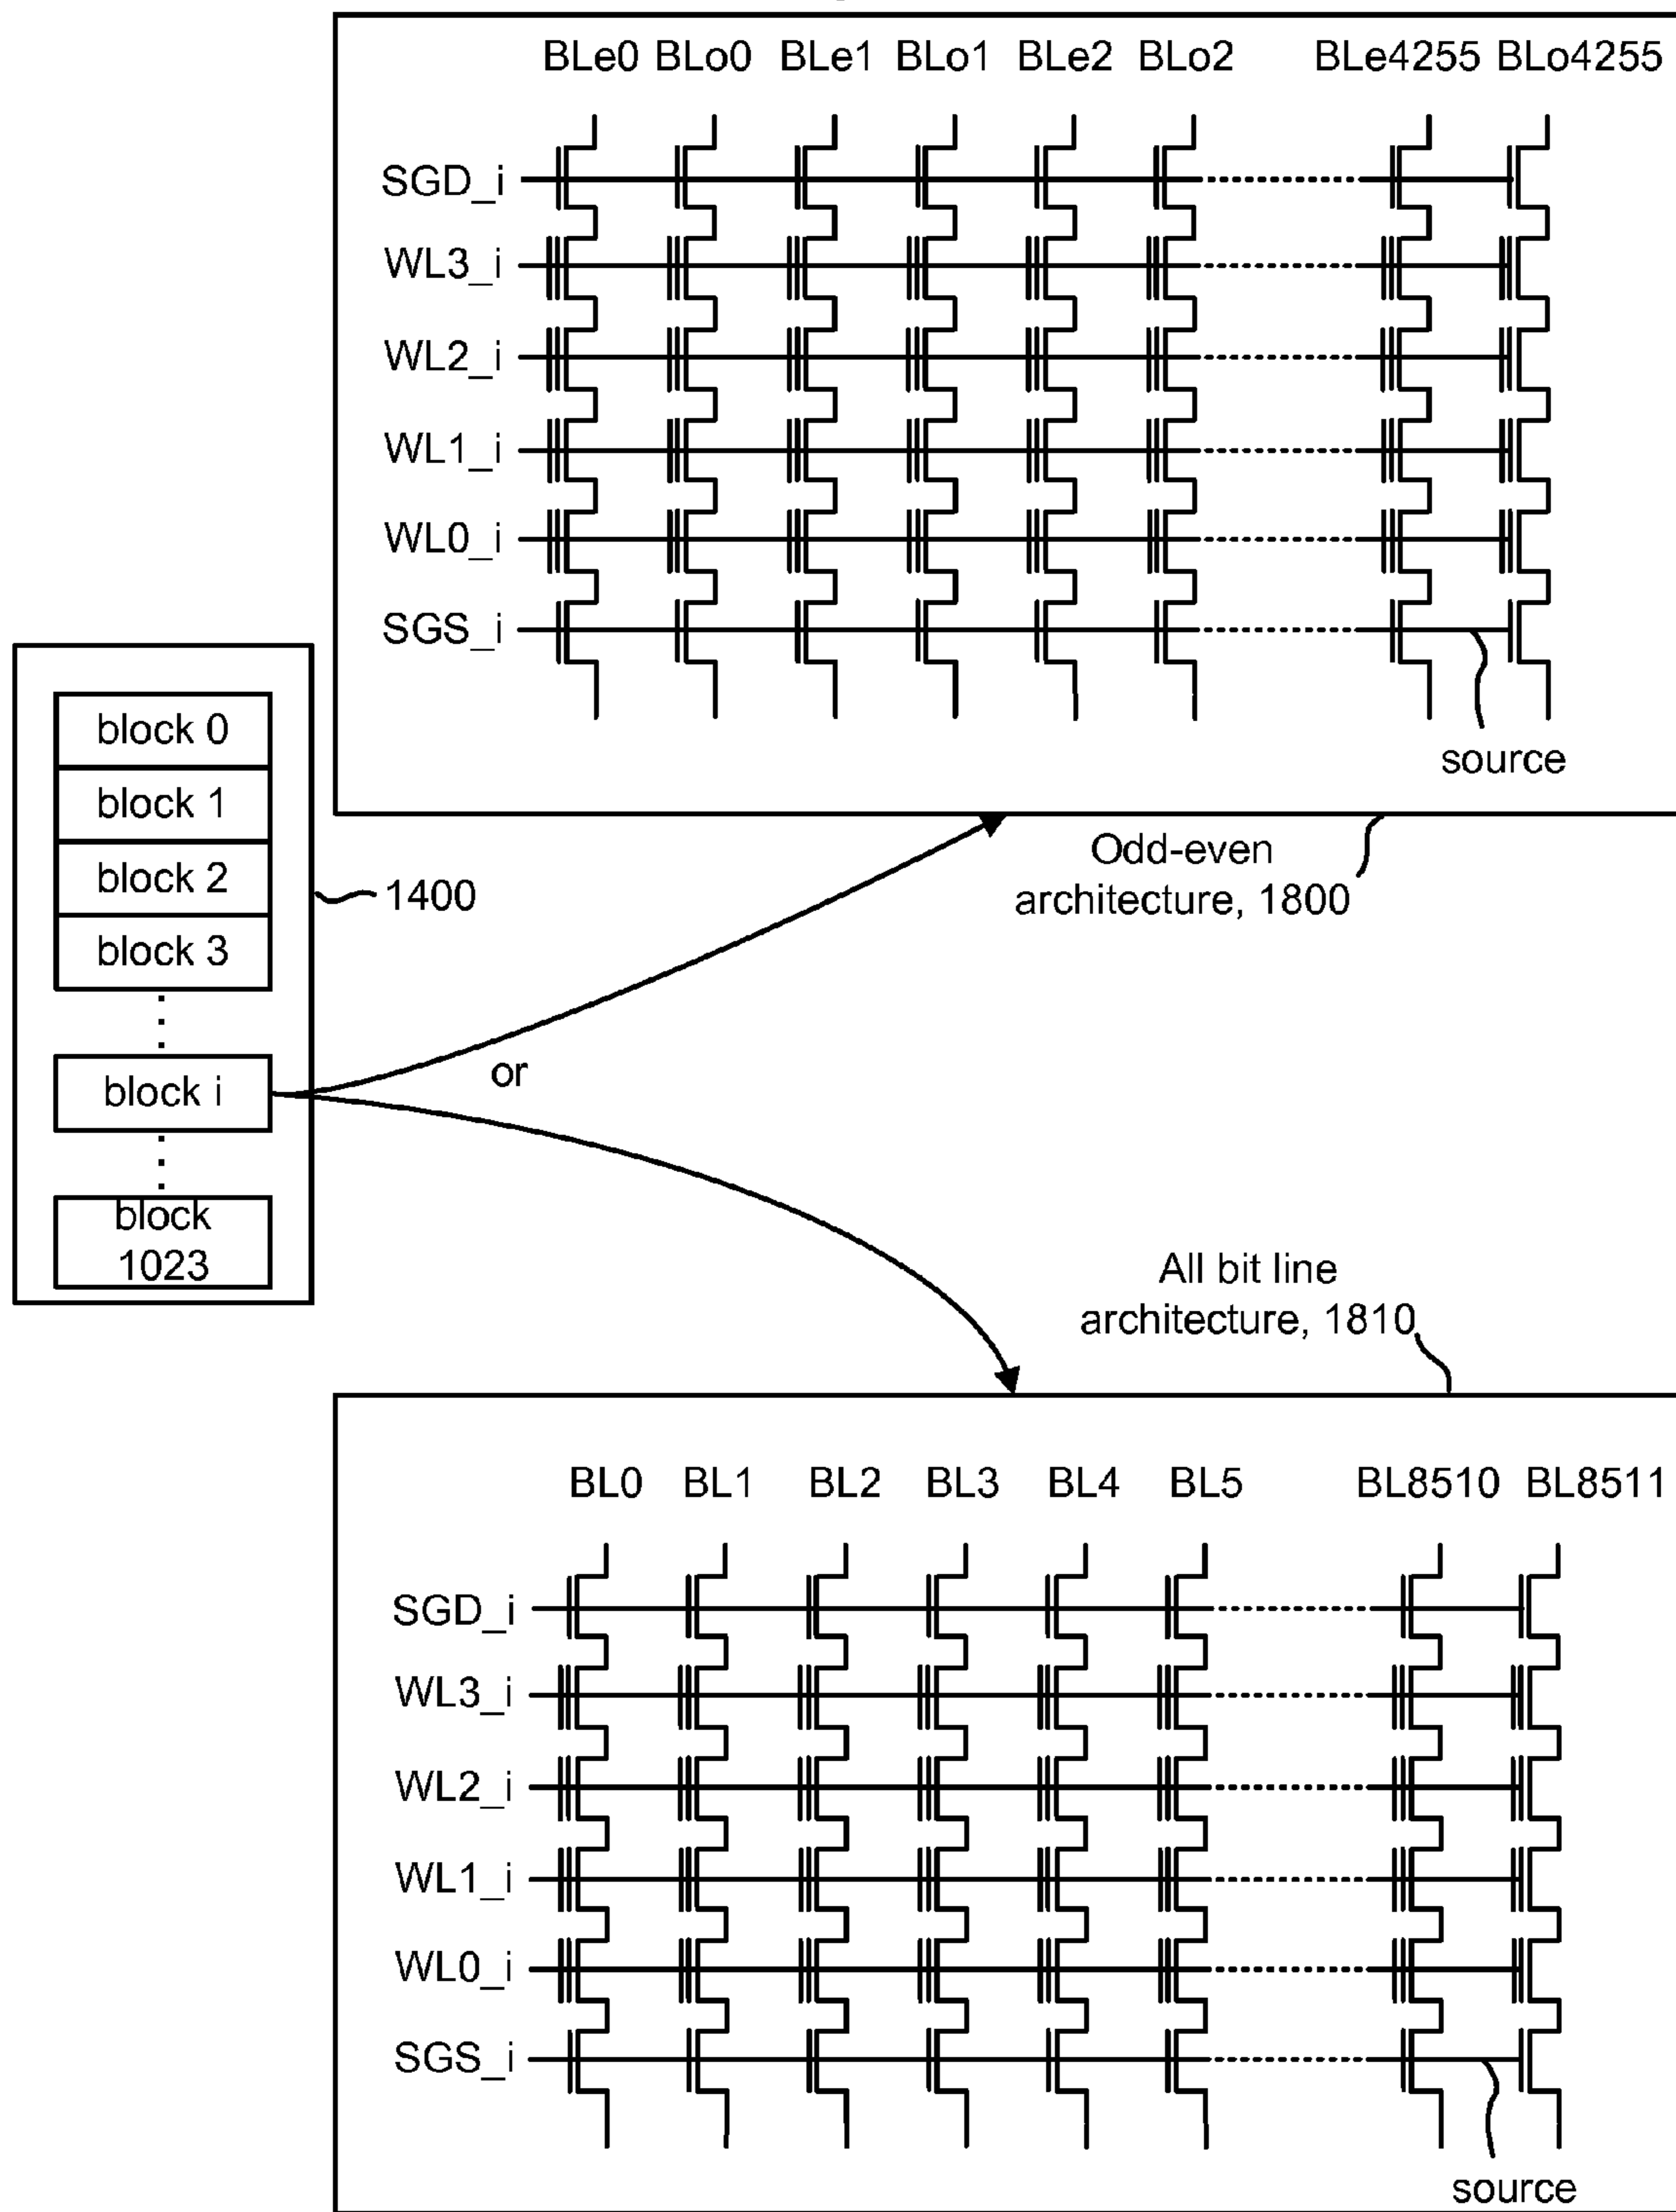 BLe0 BLo0 BLe1 BLo1 BLe2 BLo2 BLe4255 BLo4255
SGD_i
WL3_i
WL2_i
WL1_i
WL0_i
SGS_i
source
block 0
block 1
block 2
block 3
block i
block
1023
1400
or
Odd-even
architecture, 1800
All bit line
architecture, 1810
BL0 BL1 BL2 BL3 BL4 BL5 BL8510 BL8511
SGD_i
WL3_i
WL2_i
WL1_i
WL0_i
SGS_i
source